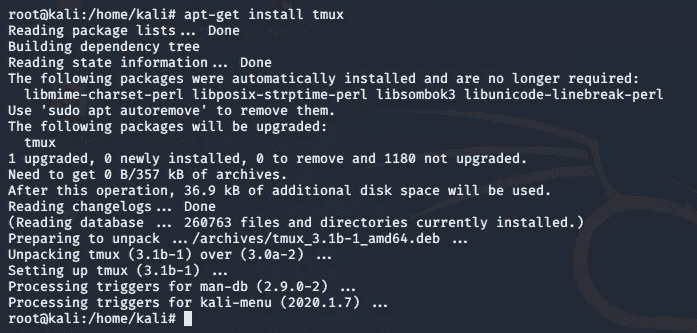 root@kali:/home/kali# apt-get install tmux
Reading package lists... Done
Building dependency tree
Reading state information... Done
The following packages were automatically installed and are no longer required:
  libmime-charset-perl libposix-strptime-perl libsombok3 libunicode-linebreak-perl
Use 'sudo apt autoremove' to remove them.
The following packages will be upgraded:
  tmux
1 upgraded, 0 newly installed, 0 to remove and 1180 not upgraded.
Need to get 0 B/357 kB of archives.
After this operation, 36.9 kB of additional disk space will be used.
Reading changelogs... Done
(Reading database ... 260763 files and directories currently installed.)
Preparing to unpack .../archives/tmux_3.1b-1_amd64.deb ...
Unpacking tmux (3.1b-1) over (3.0a-2) ...
Setting up tmux (3.1b-1) ...
Processing triggers for man-db (2.9.0-2) ...
Processing triggers for kali-menu (2020.1.7) ...
root@kali:/home/kali#